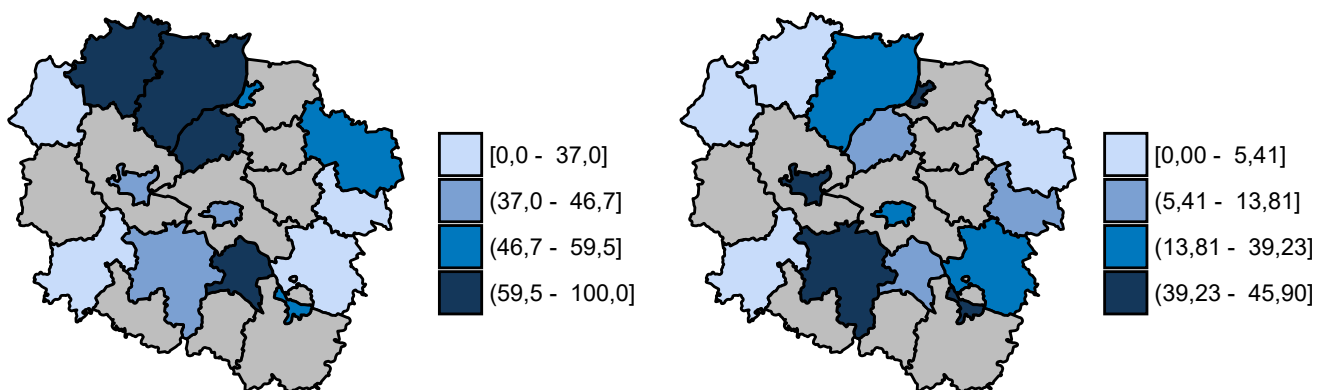 [0,0 - 37,0]
(37,0 - 46,7]
(46,7 - 59,5]
(59,5 - 100,0]
[0,00 - 5,41]
(5,41 - 13,81]
(13,81 - 39,23]
(39,23 - 45,90]